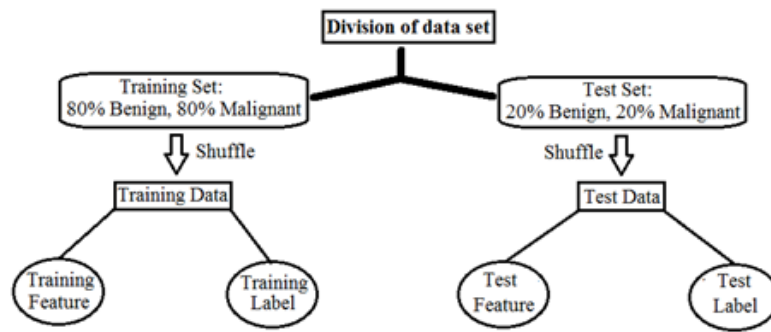 Division of data set
Training Set:
80% Benign, 80% Malignant
Test Set:
20% Benign, 20% Malignant
Shuffle
Shuffle
Training Data
Test Data
Training
Feature
Training
Label
Test
Feature
Test
Label